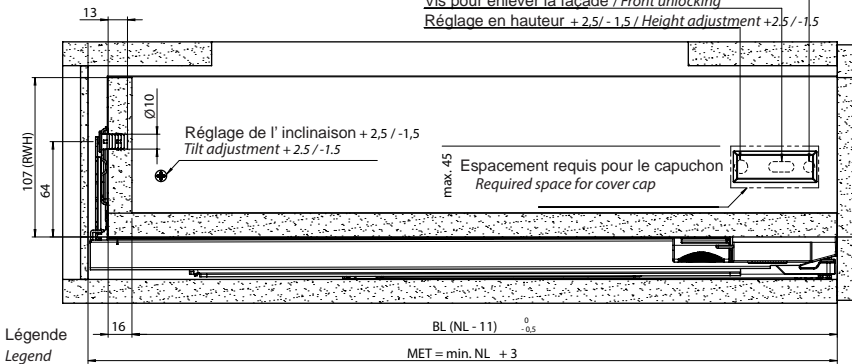 Vis pour enlever la façade / Front unlocking
Réglage en hauteur + 2,5/ - 1,5 / Height adjustment +2.5 / -1.5
13
Ø10
Réglage de l' inclinaison + 2,5 / -1,5
Tilt adjustment + 2.5 / -1.5
107 (RWH)
64
max. 45
Espacement requis pour le capuchon
Required space for cover cap
16
BL (NL - 11) 0 -0,5
Légende
Legend
MET = min. NL + 3